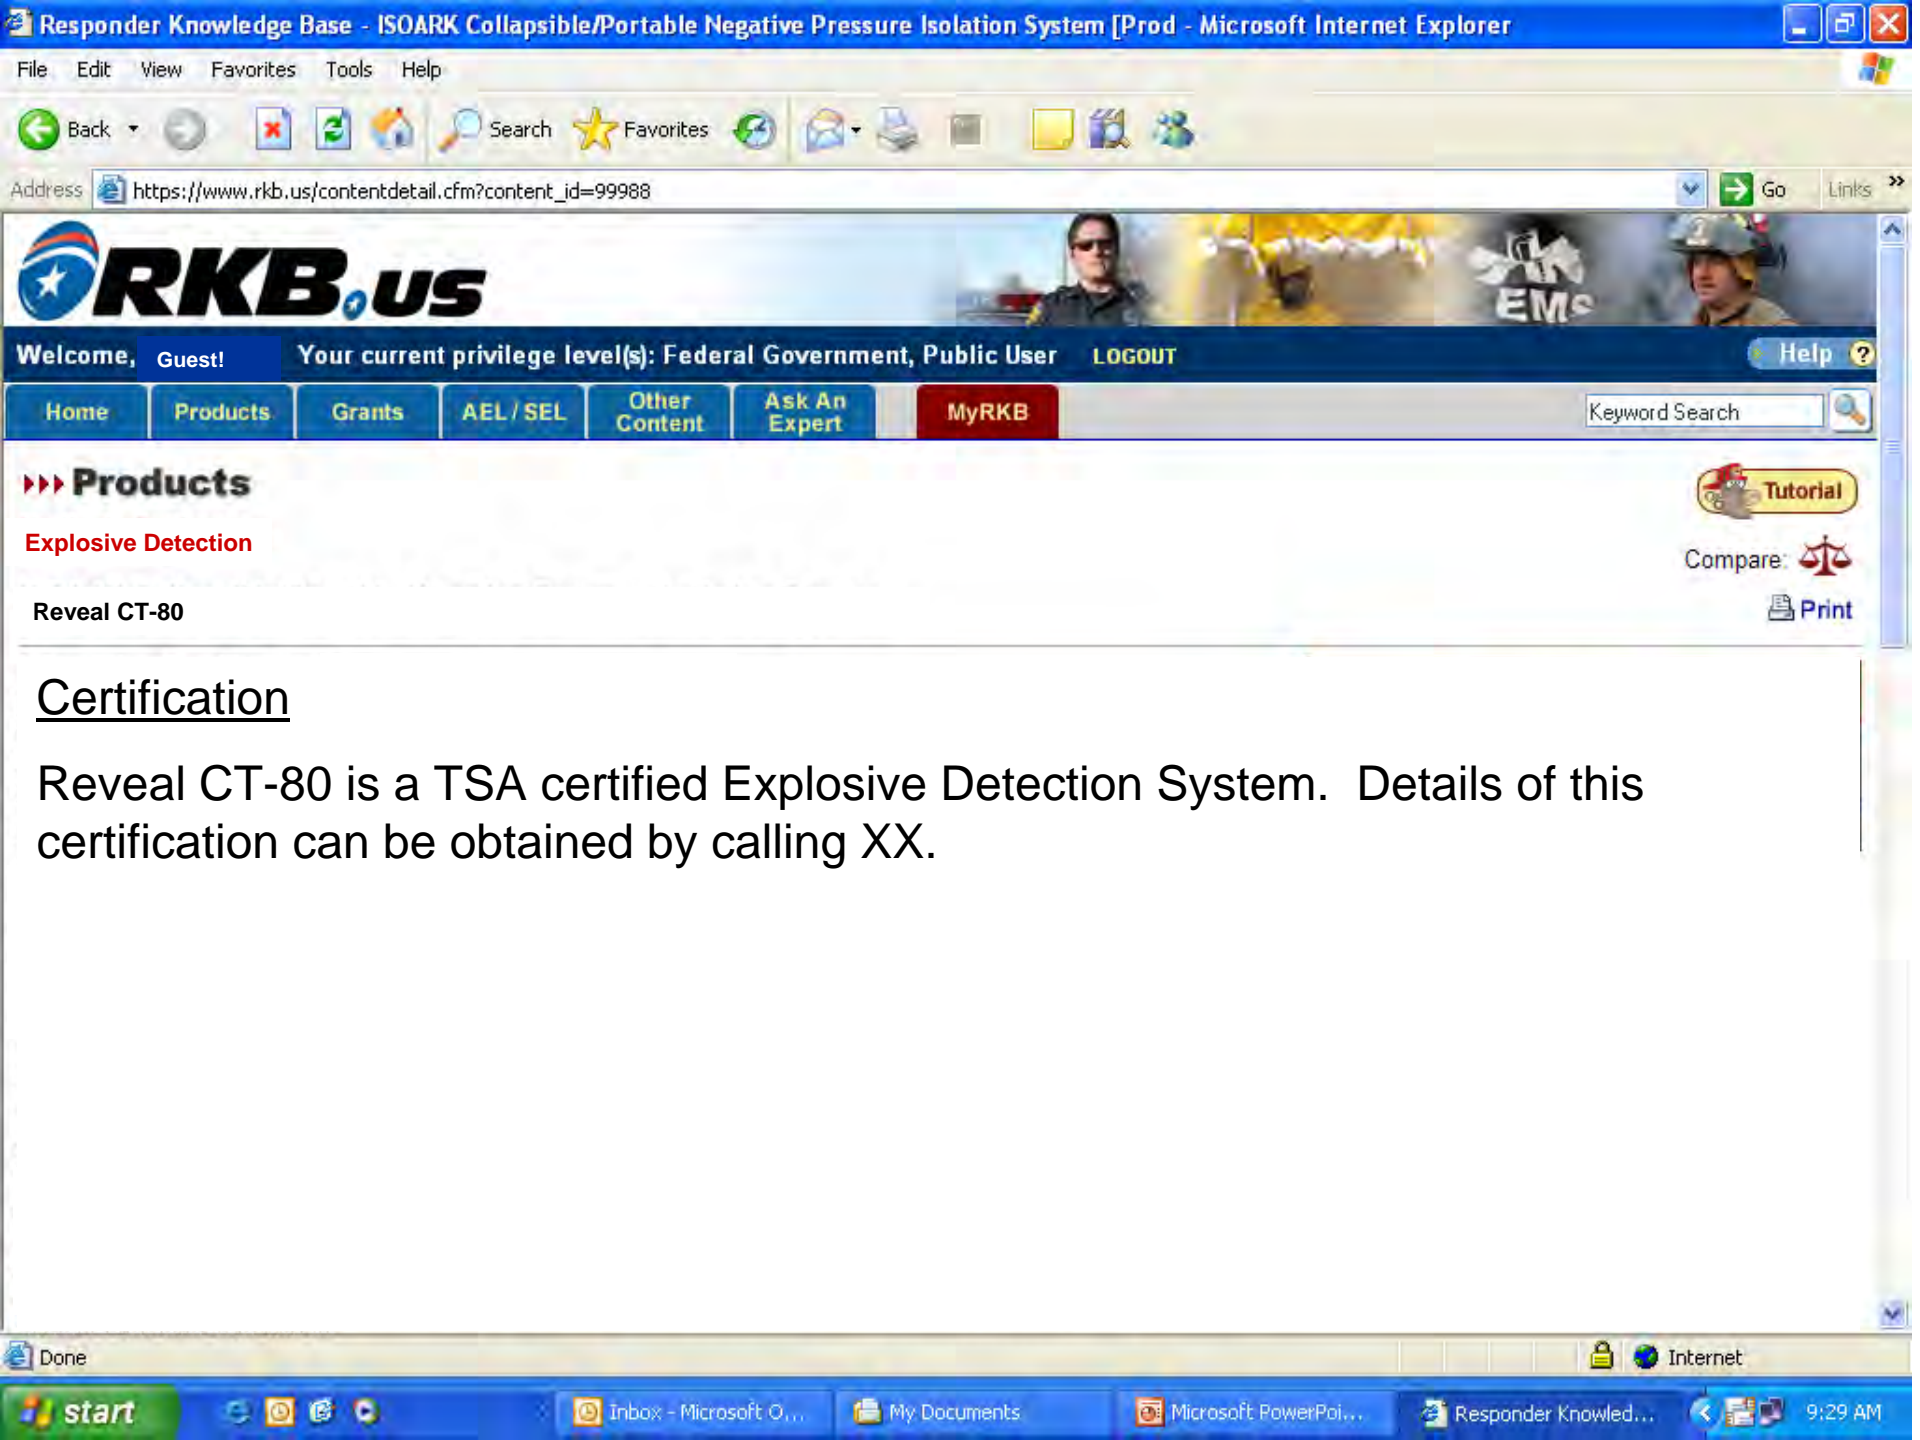 Responder Knowledge Base - ISOARK Collapsible/Portable Negative Pressure Isolation System [Prod - Microsoft Internet Explorer
File Edit View Favorites Tools Help
Back Search Favorites
Address https://www.rkb.us/contentdetail.cfm?content_id=99988 Go Links »
RKB.us
EMS
Welcome, Guest! Your current privilege level(s): Federal Government, Public User LOGOUT Help ?
Home Products Grants AEL / SEL Other Content Ask An Expert MyRKB Keyword Search
Products
Tutorial
Explosive Detection
Compare:
Reveal CT-80
Print
Certification
Reveal CT-80 is a TSA certified Explosive Detection System. Details of this
certification can be obtained by calling XX.
Done Internet
start Inbox - Microsoft O... My Documents Microsoft PowerPoi... Responder Knowled... 9:29 AM